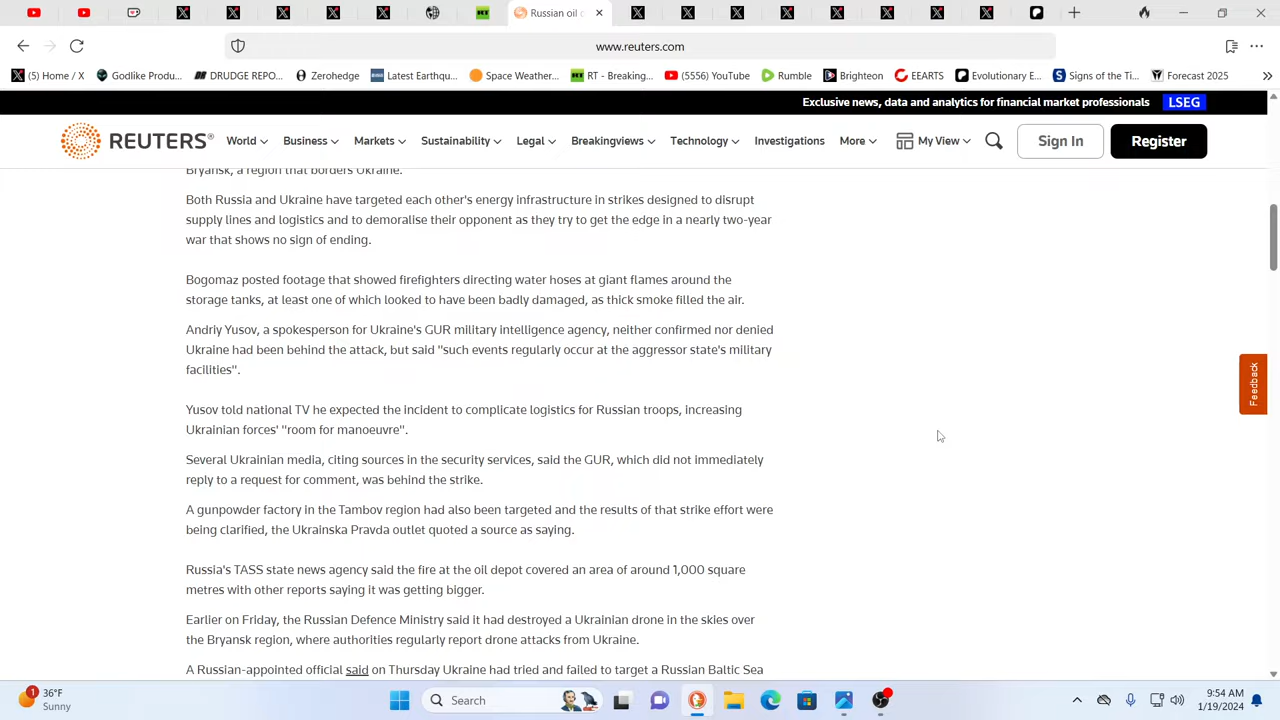 Russian oil d
www.reuters.com
(5) Home / X
Godlike Produ...
DRUDGE REPO...
Zerohedge
Latest Earthqu...
Space Weather...
RT
RT - Breaking...
(5556) YouTube
Rumble
Brighteon
EEARTS
Evolutionary E...
Signs of the Ti...
Forecast 2025
Exclusive news, data and analytics for financial market professionals
LSEG
REUTERS®
World
Business
Markets
Sustainability
Legal
Breakingviews
Technology
Investigations
More
My View
Sign In
Register
Bryansk, a region that borders Ukraine.
Both Russia and Ukraine have targeted each other's energy infrastructure in strikes designed to disrupt
supply lines and logistics and to demoralise their opponent as they try to get the edge in a nearly two-year
war that shows no sign of ending.
Bogomaz posted footage that showed firefighters directing water hoses at giant flames around the
storage tanks, at least one of which looked to have been badly damaged, as thick smoke filled the air.
Andriy Yusov, a spokesperson for Ukraine's GUR military intelligence agency, neither confirmed nor denied
Ukraine had been behind the attack, but said "such events regularly occur at the aggressor state's military
facilities".
Yusov told national TV he expected the incident to complicate logistics for Russian troops, increasing
Ukrainian forces' "room for manoeuvre".
Several Ukrainian media, citing sources in the security services, said the GUR, which did not immediately
reply to a request for comment, was behind the strike.
A gunpowder factory in the Tambov region had also been targeted and the results of that strike effort were
being clarified, the Ukrainska Pravda outlet quoted a source as saying.
Russia's TASS state news agency said the fire at the oil depot covered an area of around 1,000 square
metres with other reports saying it was getting bigger.
Earlier on Friday, the Russian Defence Ministry said it had destroyed a Ukrainian drone in the skies over
the Bryansk region, where authorities regularly report drone attacks from Ukraine.
A Russian-appointed official said on Thursday Ukraine had tried and failed to target a Russian Baltic Sea
Feedback
1
36°F
Sunny
Search
9:54 AM
1/19/2024